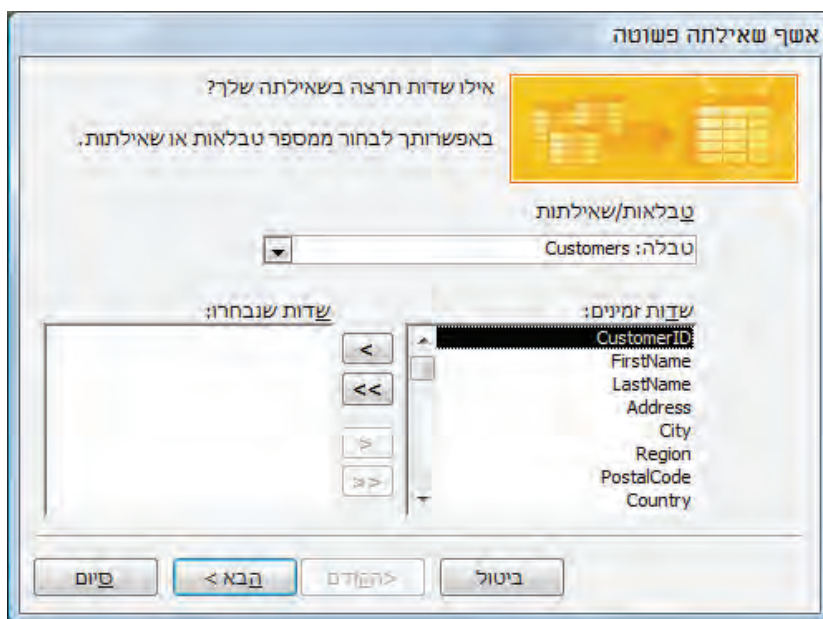 אשף שאילתה פשוטה
אילו שדות תרצה בשאילתה שלך?
באפשרותך לבחור ממספר טבלאות או שאילתות.
טבלאות/שאילתות
טבלה: Customers
שדות זמינים:
CustomerID
FirstName
LastName
Address
City
Region
PostalCode
Country
<
<<
>
>>
שדות שנבחרו:
ביטול
<הקודם
הבא >
סיום